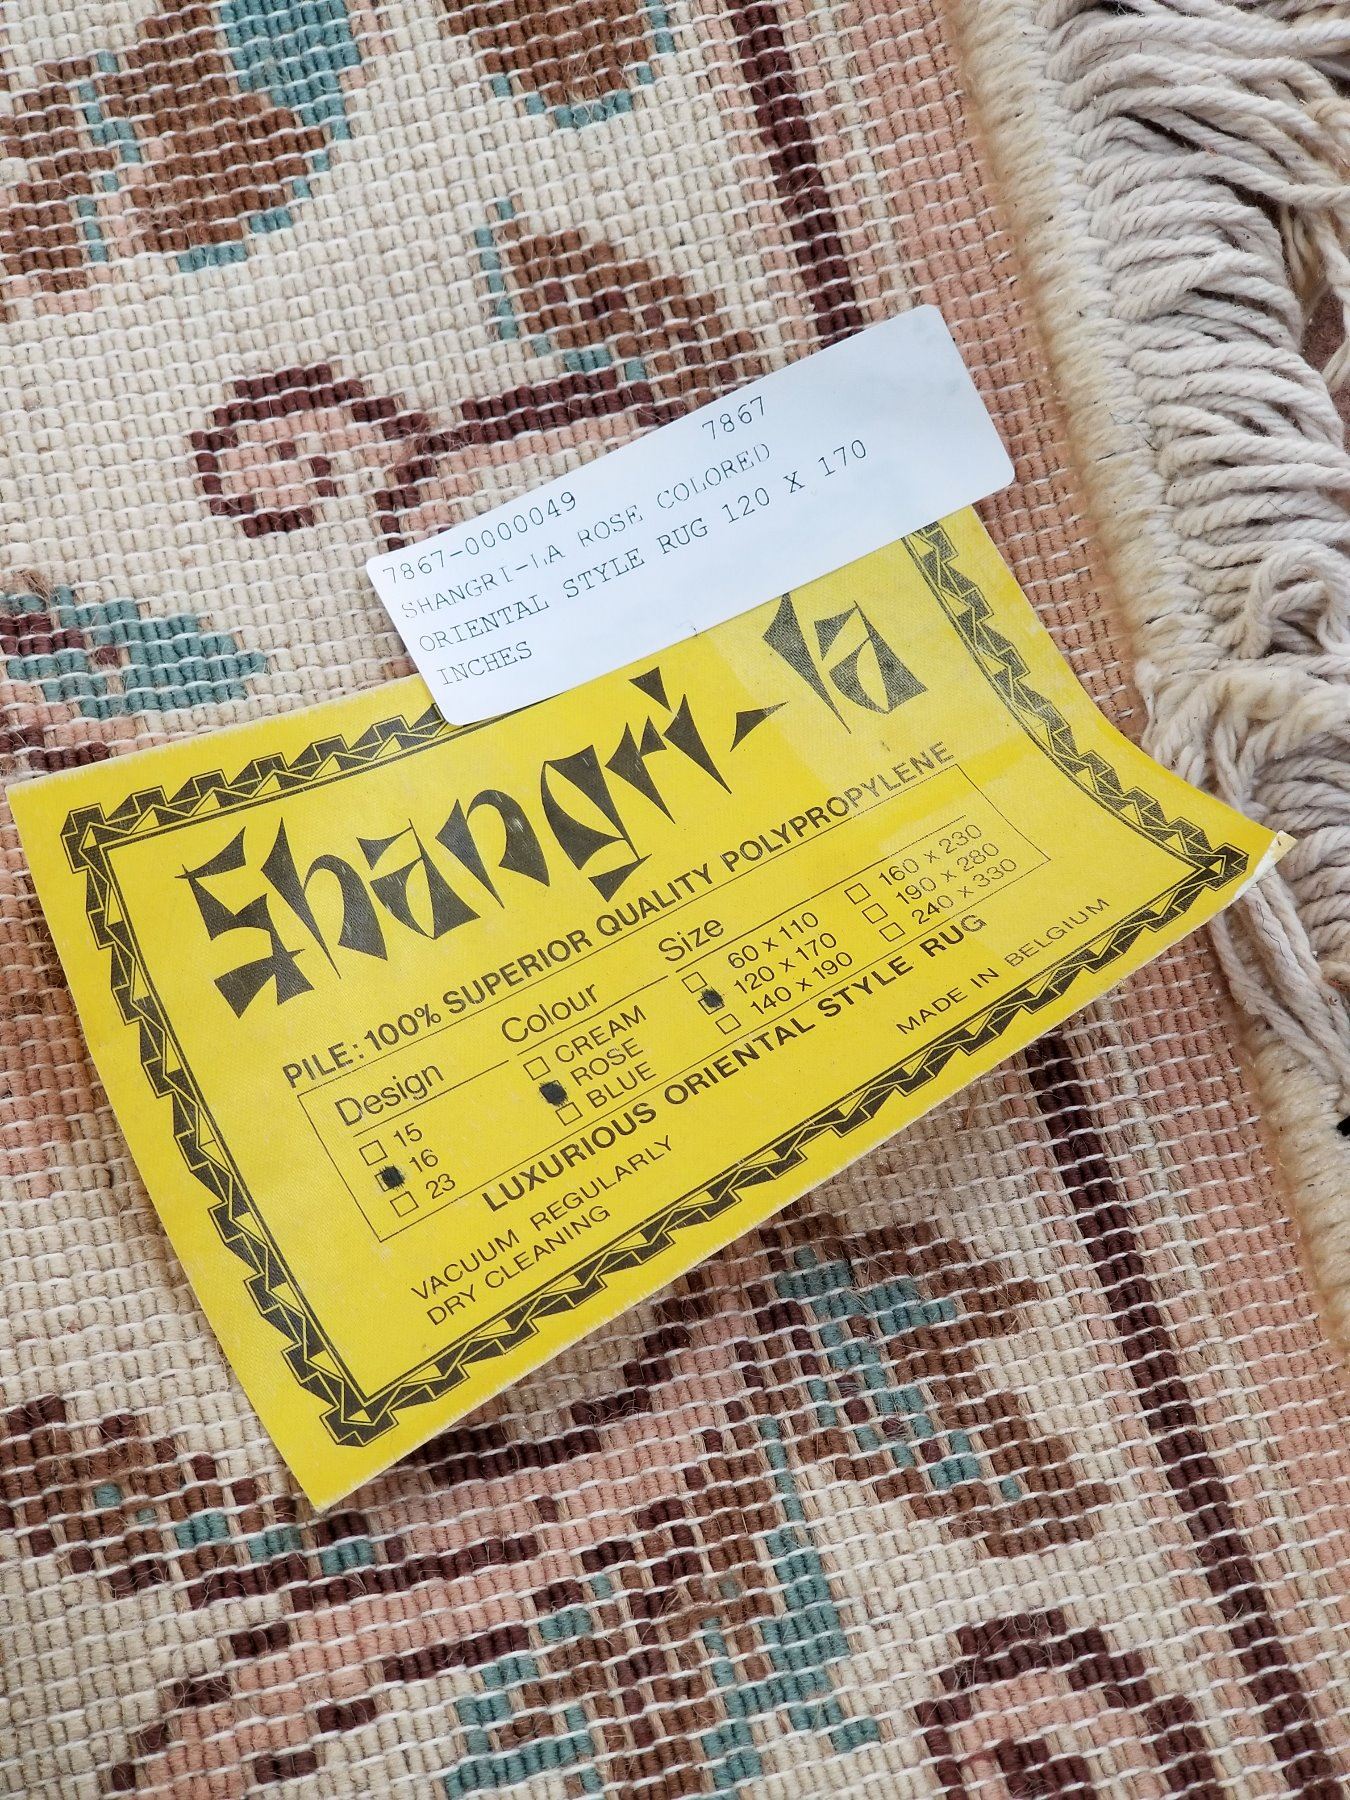 7867-0000049 7867
SHANGRI-LA ROSE COLORED
ORIENTAL STYLE RUG 120 X 170
INCHES
Shangri-la
PILE: 100% SUPERIOR QUALITY POLYPROPYLENE
Design Colour Size
15
16
23
CREAM
ROSE
BLUE
60 x 110
120 x 170
140 x 190
160 x 230
190 x 280
240 x 330
LUXURIOUS ORIENTAL STYLE RUG
VACUUM REGULARLY
DRY CLEANING
MADE IN BELGIUM